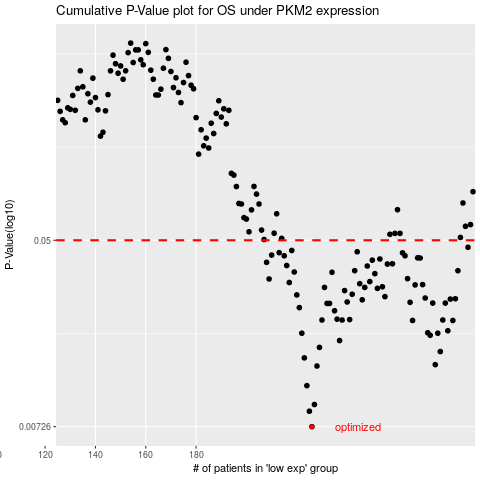 Cumulative P-Value plot for OS under PKM2 expression
P-Value(log10)
0.05
0.00726
optimized
0
120
140
160
180
# of patients in 'low exp' group